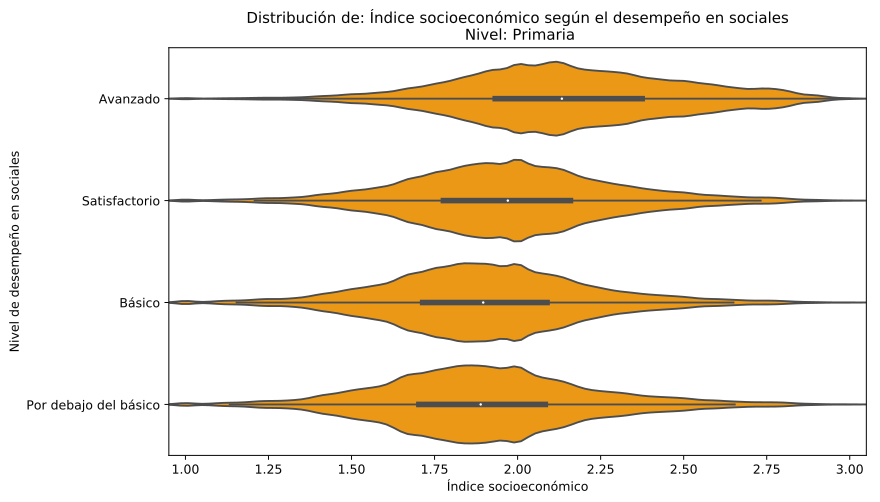 Distribución de: Índice socioeconómico según el desempeño en sociales
Nivel: Primaria
Nivel de desempeño en sociales
Avanzado
Satisfactorio
Básico
Por debajo del básico
1.00 1.25 1.50 1.75 2.00 2.25 2.50 2.75 3.00
Índice socioeconómico